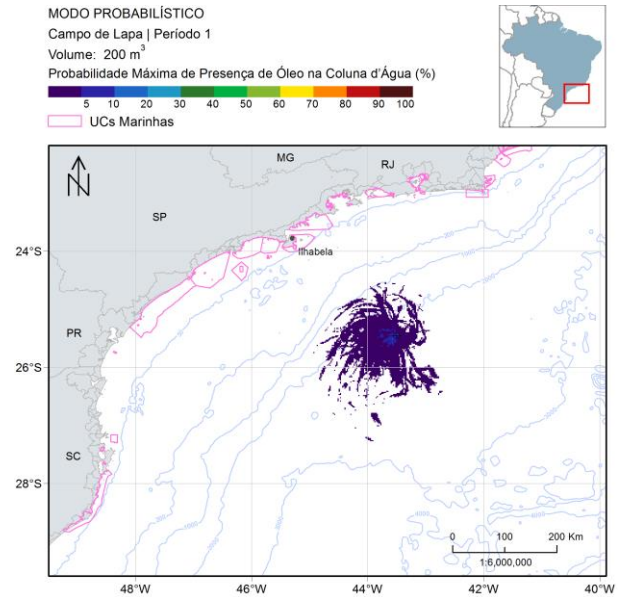 MODO PROBABILÍSTICO
Campo de Lapa | Período 1
Volume: 200 m³
Probabilidade Máxima de Presença de Óleo na Coluna d'Água (%)
5 10 20 30 40 50 60 70 80 90 100
UCs Marinhas
N
MG
RJ
SP
24°S
Ilhabela
PR
26°S
SC
28°S
0 100 200 Km
1:6,000,000
48°W 46°W 44°W 42°W 40°W